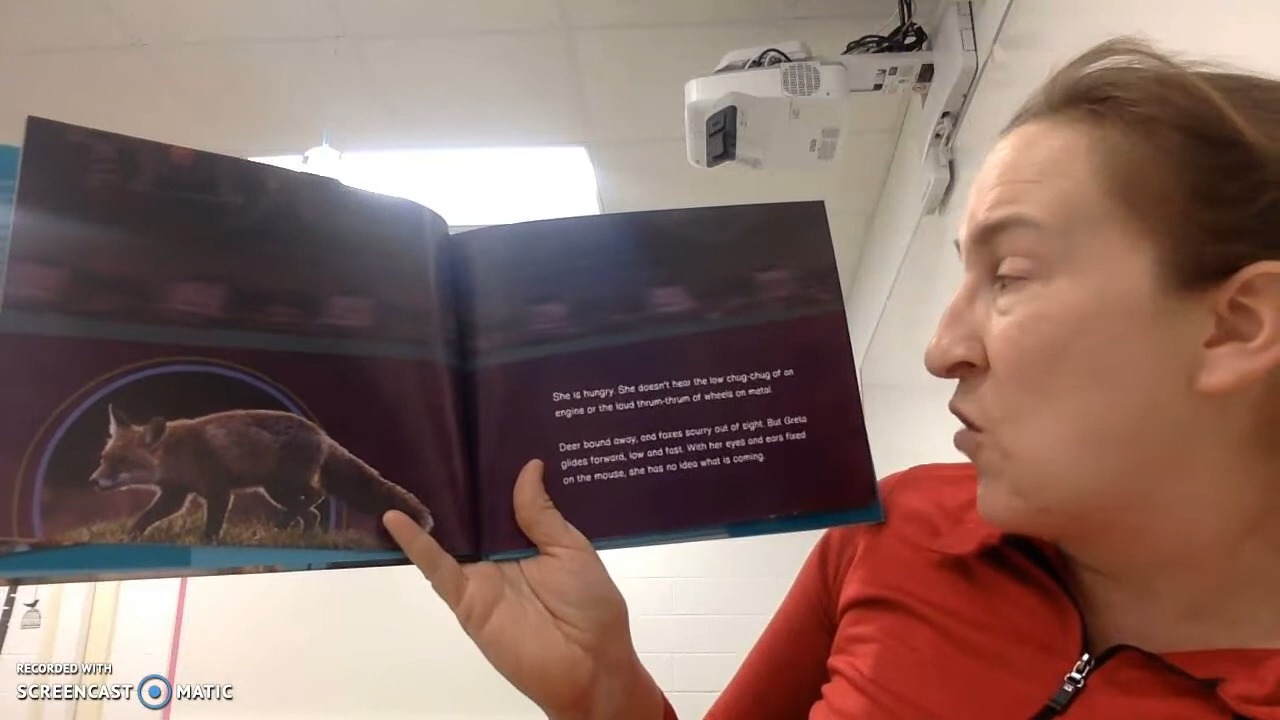 She is hungry. She doesn't hear the low chug-chug of an
engine or the loud thrum-thrum of wheels on metal.
Deer bound away, and foxes scurry out of sight. But Greta
glides forward, low and fast. With her eyes and ears fixed
on the mouse, she has no idea what is coming.
RECORDED WITH
SCREENCAST MATIC